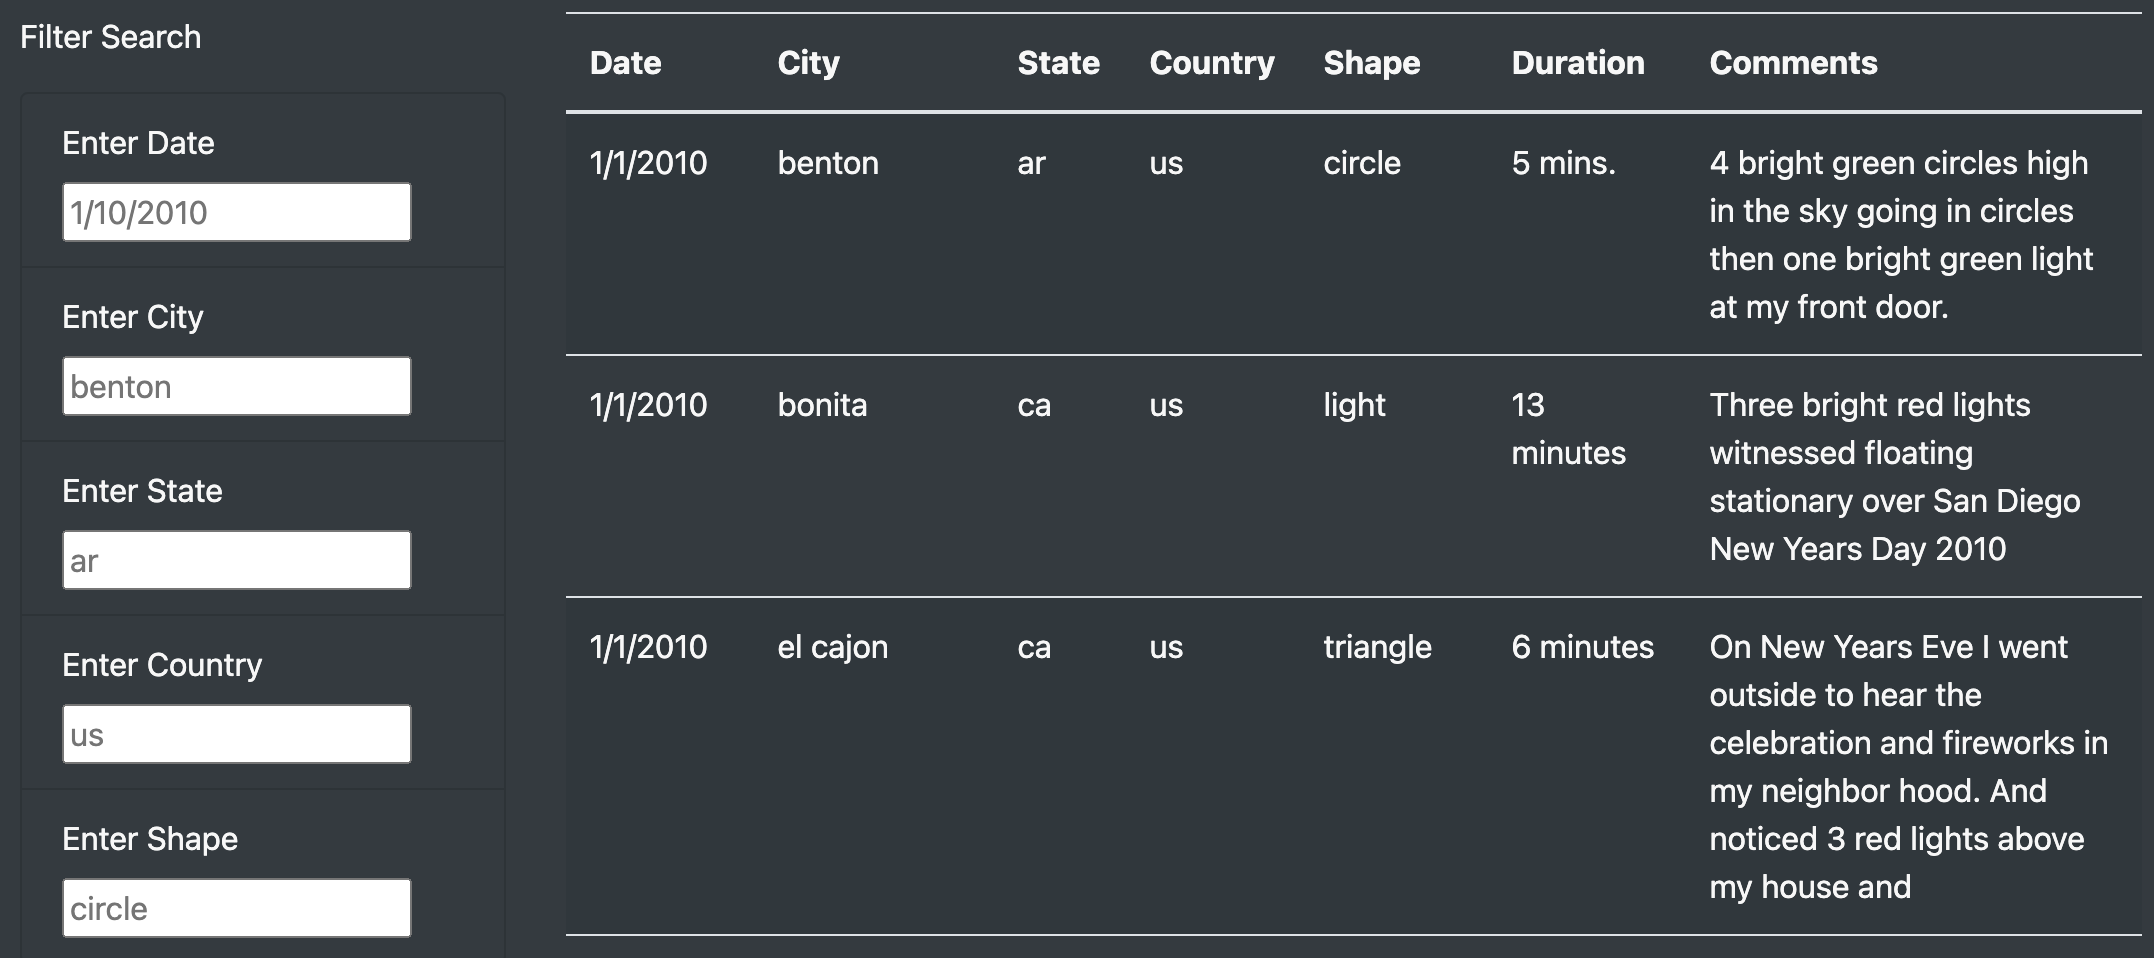 Filter Search
Enter Date
1/10/2010
Enter City
benton
Enter State
ar
Enter Country
us
Enter Shape
circle
Date City State Country Shape Duration Comments
1/1/2010 benton ar us circle 5 mins. 4 bright green circles high
in the sky going in circles
then one bright green light
at my front door.
1/1/2010 bonita ca us light 13 Three bright red lights
minutes witnessed floating
stationary over San Diego
New Years Day 2010
1/1/2010 el cajon ca us triangle 6 minutes On New Years Eve I went
outside to hear the
celebration and fireworks in
my neighbor hood. And
noticed 3 red lights above
my house and